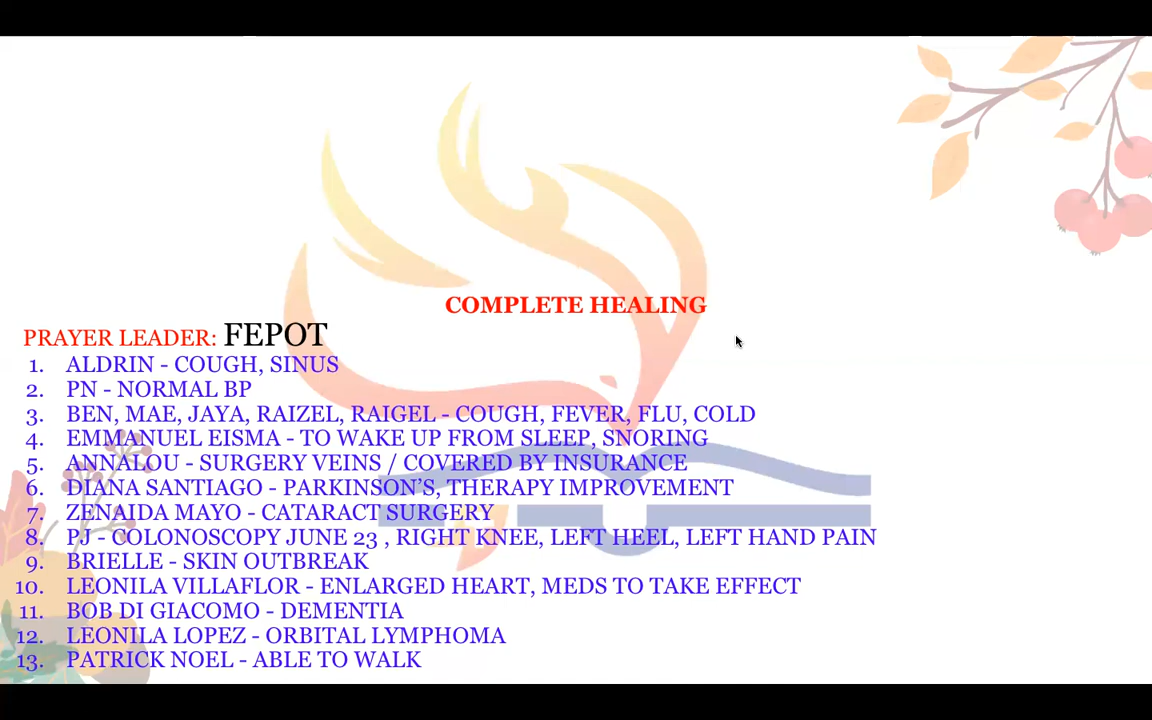 COMPLETE HEALING
PRAYER LEADER: FEPOT
1. ALDRIN - COUGH, SINUS
2. PN - NORMAL BP
3. BEN, MAE, JAYA, RAIZEL, RAIGEL - COUGH, FEVER, FLU, COLD
4. EMMANUEL EISMA - TO WAKE UP FROM SLEEP, SNORING
5. ANNALOU - SURGERY VEINS / COVERED BY INSURANCE
6. DIANA SANTIAGO - PARKINSON’S, THERAPY IMPROVEMENT
7. ZENAIDA MAYO - CATARACT SURGERY
8. PJ - COLONOSCOPY JUNE 23 , RIGHT KNEE, LEFT HEEL, LEFT HAND PAIN
9. BRIELLE - SKIN OUTBREAK
10. LEONILA VILLAFLOR - ENLARGED HEART, MEDS TO TAKE EFFECT
11. BOB DI GIACOMO - DEMENTIA
12. LEONILA LOPEZ - ORBITAL LYMPHOMA
13. PATRICK NOEL - ABLE TO WALK